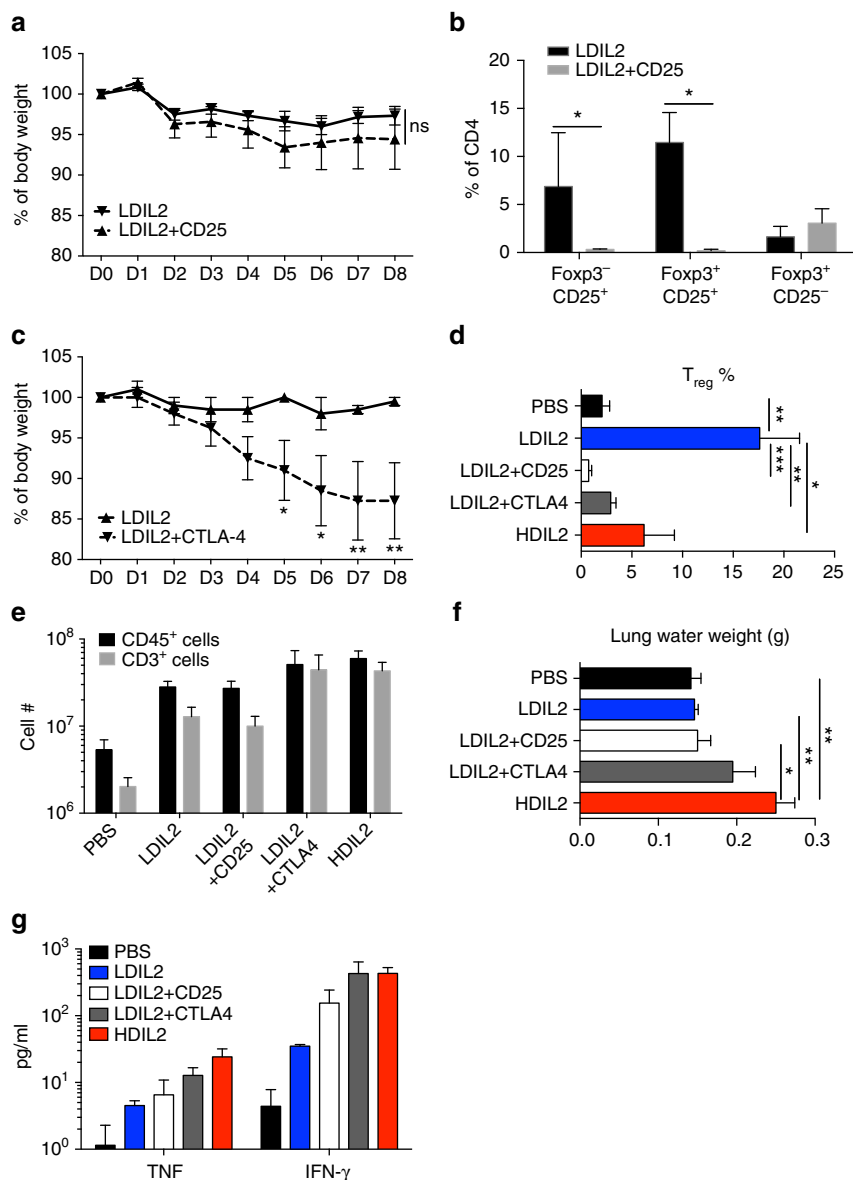 a
105
100
95
90
85
80
% of body weight
LDIL2
LDIL2+CD25
ns
D0 D1 D2 D3 D4 D5 D6 D7 D8
b
LDIL2
LDIL2+CD25
20
15
10
5
0
% of CD4
* *
Foxp3⁻ Foxp3⁺ Foxp3⁺
CD25⁺ CD25⁺ CD25⁻
c
105
100
95
90
85
80
% of body weight
LDIL2
LDIL2+CTLA-4
* * ** **
D0 D1 D2 D3 D4 D5 D6 D7 D8
d
T_reg %
PBS
LDIL2
LDIL2+CD25
LDIL2+CTLA4
HDIL2
** *** ** *
0 5 10 15 20 25
e
CD45⁺ cells
CD3⁺ cells
10⁸
10⁷
10⁶
Cell #
PBS
LDIL2
LDIL2
+CD25
LDIL2
+CTLA4
HDIL2
f
Lung water weight (g)
PBS
LDIL2
LDIL2+CD25
LDIL2+CTLA4
HDIL2
* ** **
0.0 0.1 0.2 0.3
g
PBS
LDIL2
LDIL2+CD25
LDIL2+CTLA4
HDIL2
10³
10²
10¹
10⁰
pg/ml
TNF IFN-γ